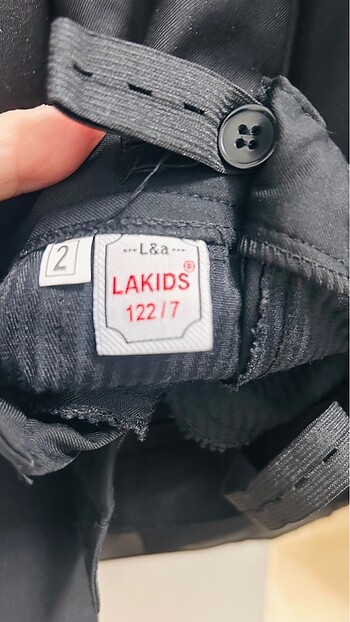 2
---L&a---
LAKIDS®
122/7